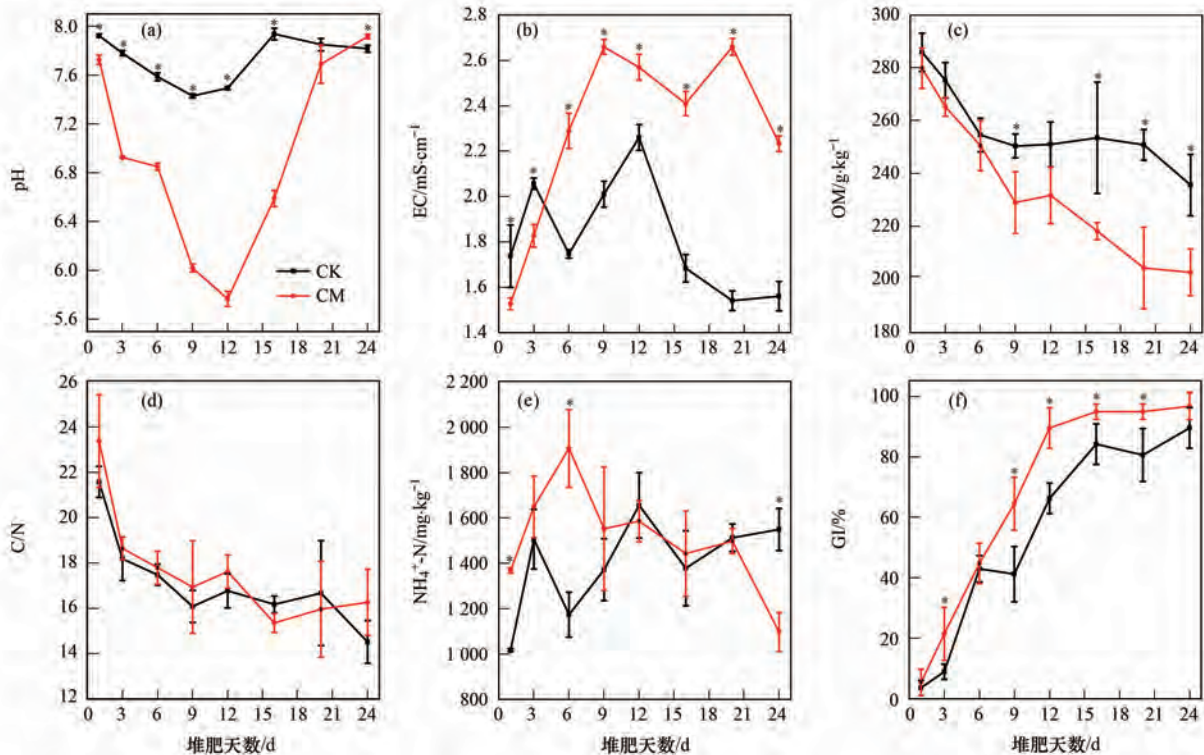 (a)
pH
8.0
7.6
7.2
6.8
6.4
6.0
5.6
0 3 6 9 12 15 18 21 24
CK
CM
* * * * * * *
(b)
EC/mS·cm⁻¹
2.8
2.6
2.4
2.2
2.0
1.8
1.6
1.4
0 3 6 9 12 15 18 21 24
* * * * * * * *
(c)
OM/g·kg⁻¹
300
280
260
240
220
200
180
0 3 6 9 12 15 18 21 24
* * * *
(d)
C/N
26
24
22
20
18
16
14
12
0 3 6 9 12 15 18 21 24
堆肥天数/d
(e)
NH₄⁺-N/mg·kg⁻¹
2 200
2 000
1 800
1600
1400
1 200
1 000
800
0 3 6 9 12 15 18 21 24
堆肥天数/d
* * *
(f)
GI/%
100
80
60
40
20
0
0 3 6 9 12 15 18 21 24
堆肥天数/d
* * * * *